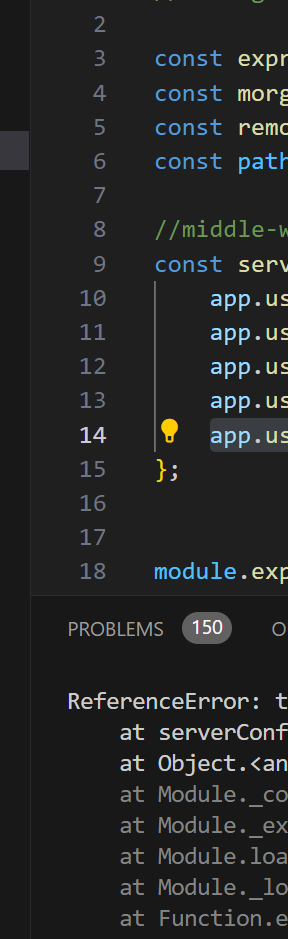 2
3 const expr
4 const morg
5 const remo
6 const path
7
8 //middle-w
9 const serv
10 app.us
11 app.us
12 app.us
13 app.us
14 app.us
15 };
16
17
18 module.exp
PROBLEMS 150 O
ReferenceError: t
at serverConf
at Object.<an
at Module._co
at Module._ex
at Module.loa
at Module._lo
at Function.e